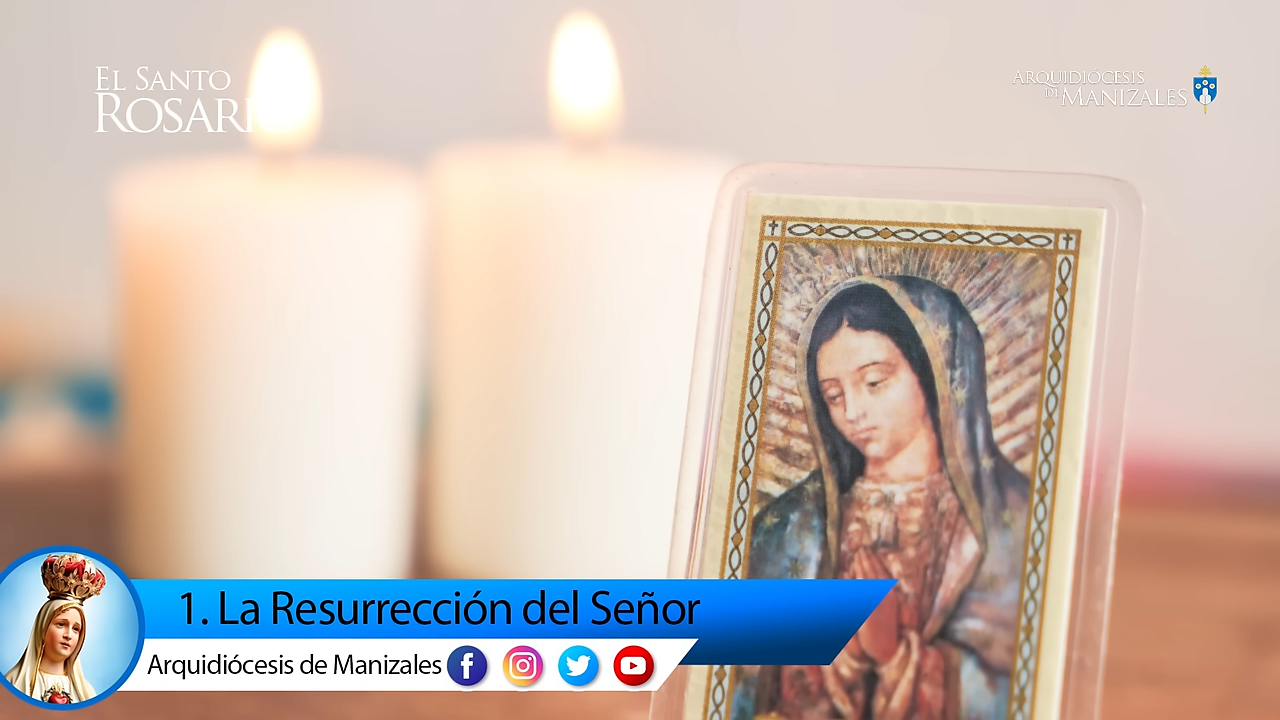 EL SANTO
ROSARI
ARQUIDIÓCESIS
DE MANIZALES
1. La Resurrección del Señor
Arquidiócesis de Manizales